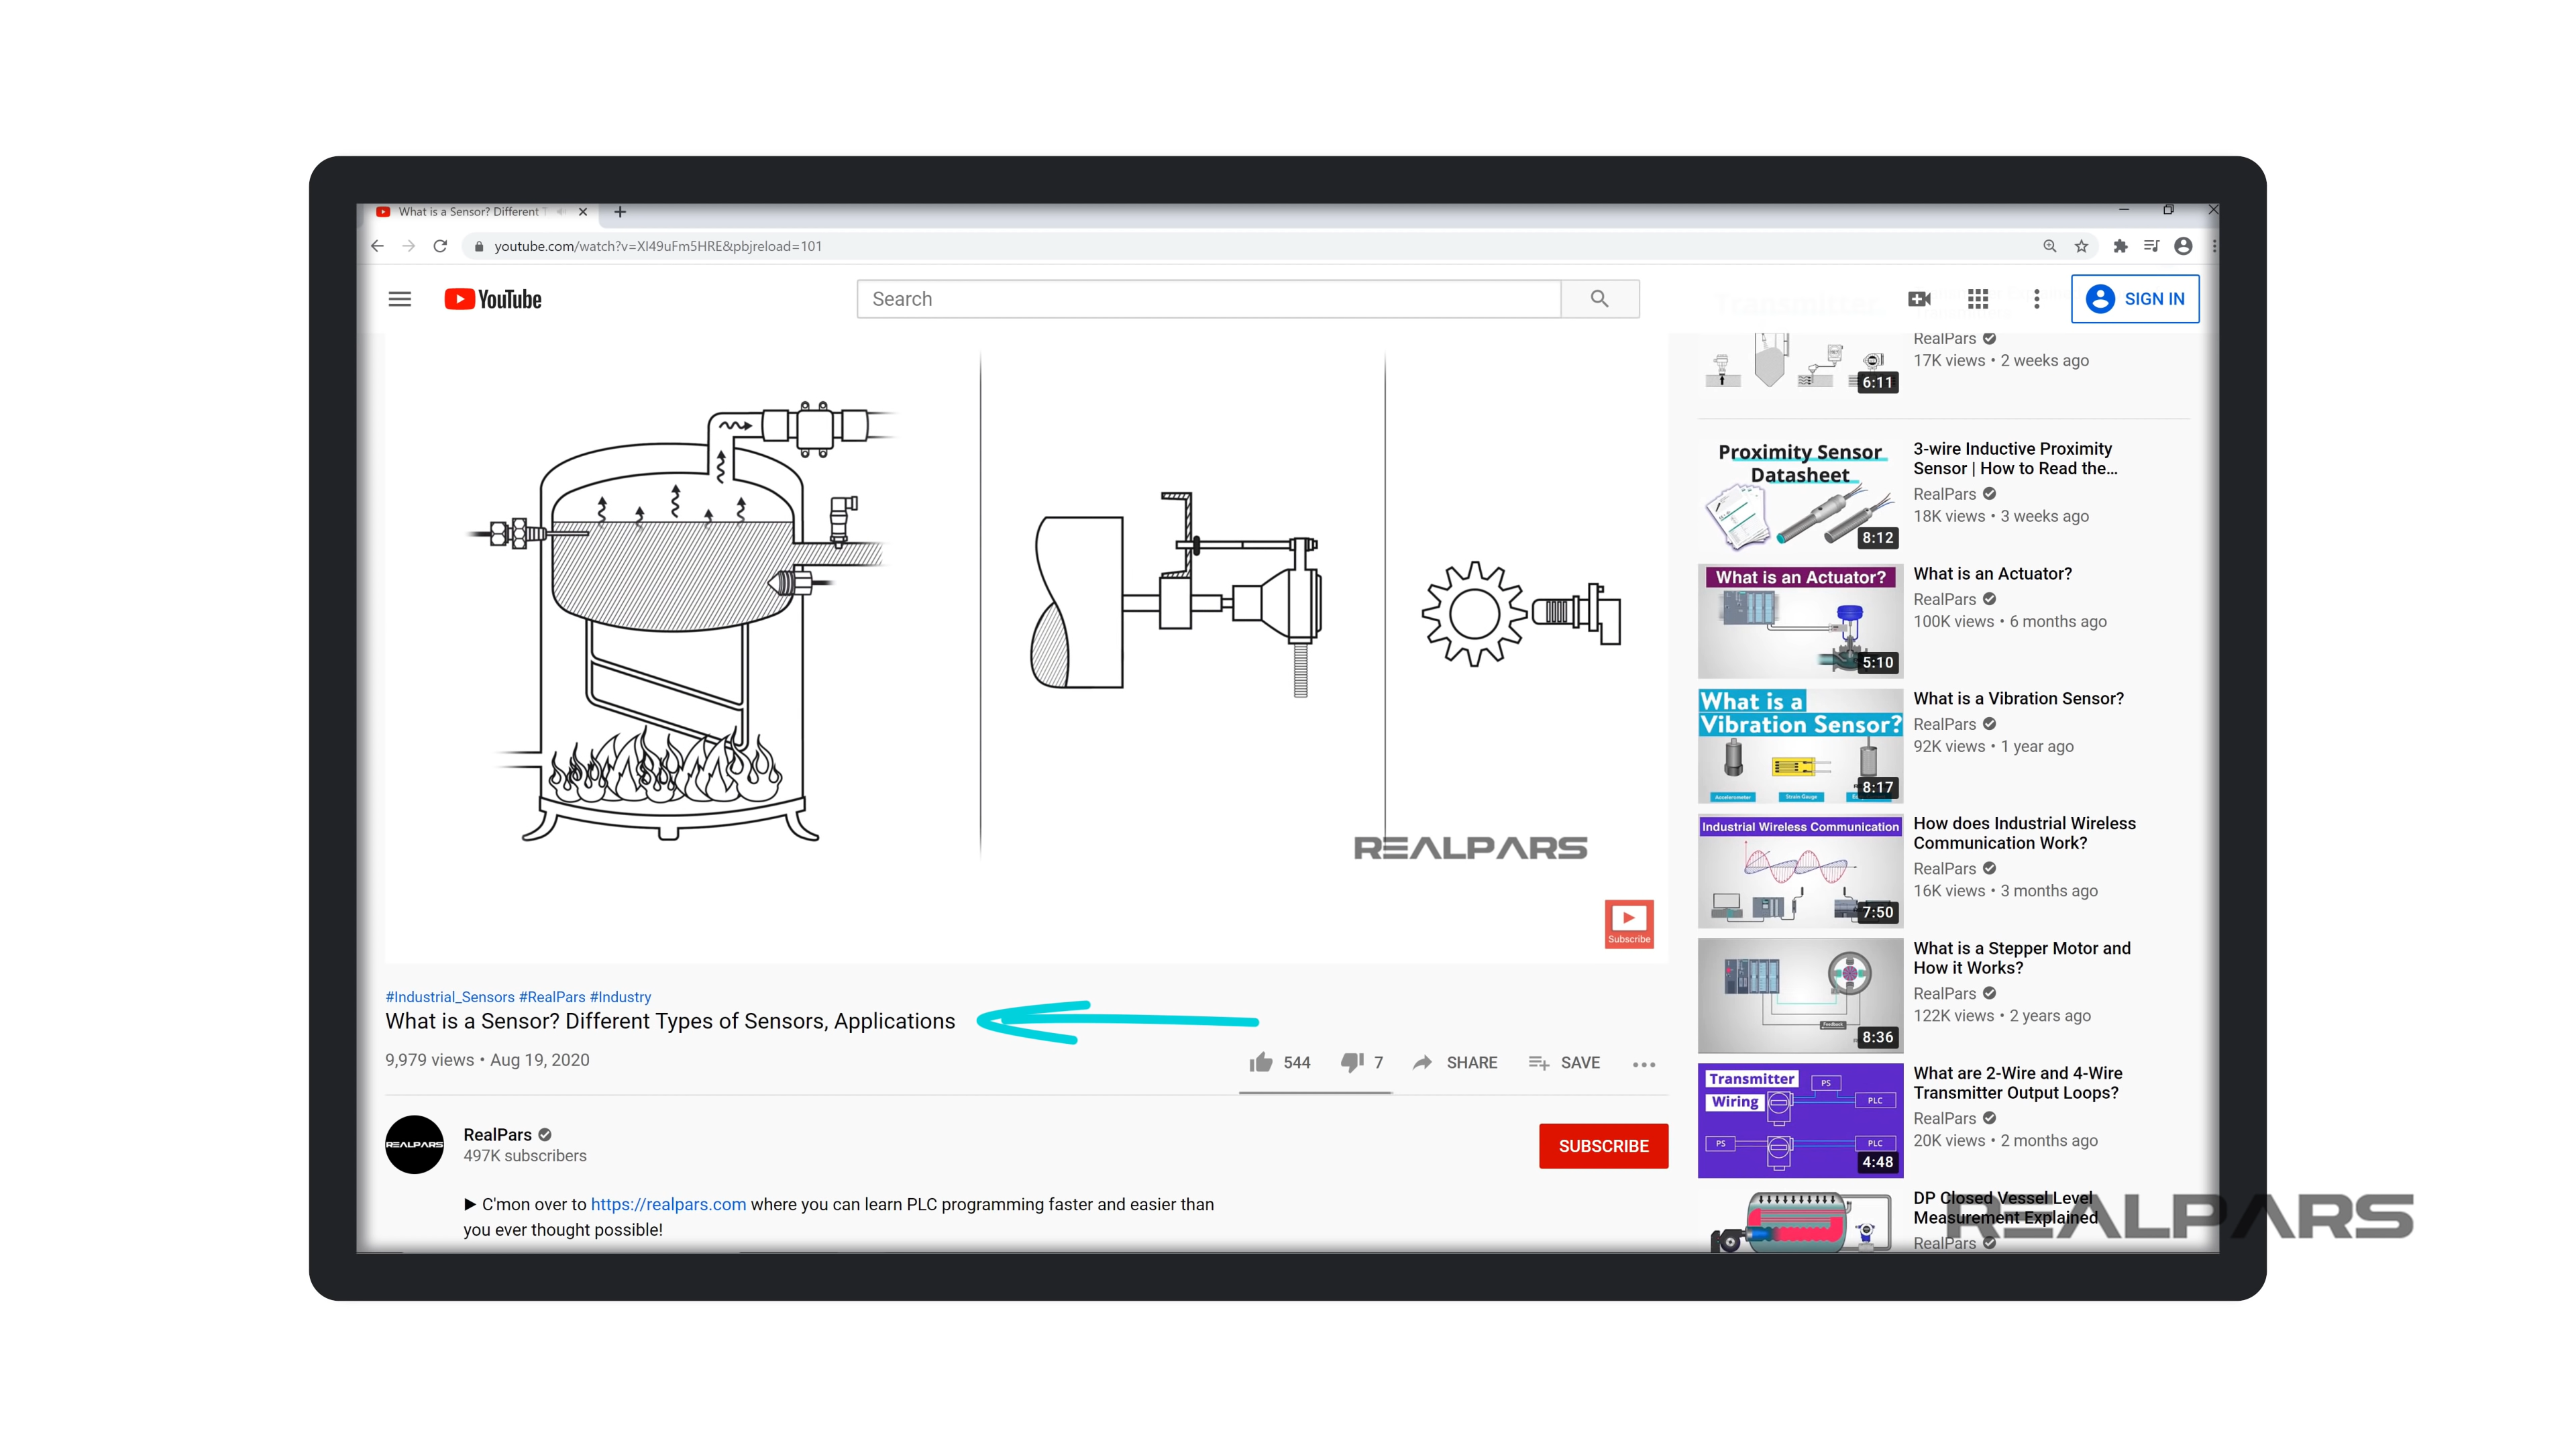 What is a Sensor? Different
youtube.com/watch?v=XI49uFm5HRE&pbjreload=101
YouTube
Search
SIGN IN
REALPARS
Subscribe
#Industrial_Sensors #RealPars #Industry
What is a Sensor? Different Types of Sensors, Applications
9,979 views • Aug 19, 2020
544
7
SHARE
SAVE
REALPARS
RealPars
497K subscribers
SUBSCRIBE
▶ C'mon over to https://realpars.com where you can learn PLC programming faster and easier than
you ever thought possible!
6:11
RealPars
17K views • 2 weeks ago
Proximity Sensor
Datasheet
8:12
3-wire Inductive Proximity
Sensor | How to Read the...
RealPars
18K views • 3 weeks ago
What is an Actuator?
5:10
What is an Actuator?
RealPars
100K views • 6 months ago
What is a
Vibration Sensor?
Accelerometer
Strain Gauge
8:17
What is a Vibration Sensor?
RealPars
92K views • 1 year ago
Industrial Wireless Communication
7:50
How does Industrial Wireless
Communication Work?
RealPars
16K views • 3 months ago
Feedback
8:36
What is a Stepper Motor and
How it Works?
RealPars
122K views • 2 years ago
Transmitter
Wiring
PS
PLC
PS
PLC
4:48
What are 2-Wire and 4-Wire
Transmitter Output Loops?
RealPars
20K views • 2 months ago
DP Closed Vessel Level
Measurement Explained
RealPars
REALPARS